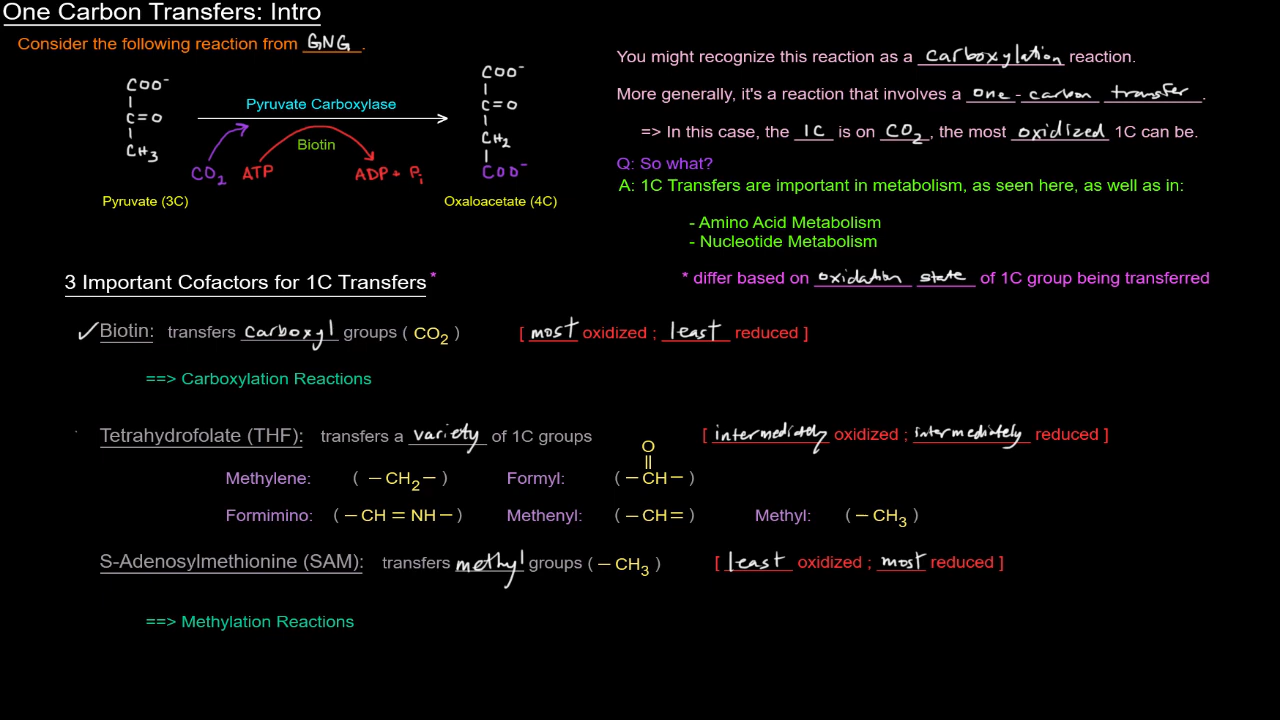 One Carbon Transfers: Intro
Consider the following reaction from GNG.
COO⁻
C=O
CH3
Pyruvate (3C)
Pyruvate Carboxylase
Biotin
CO2 ATP ADP + Pi
COO⁻
C=O
CH2
COO⁻
Oxaloacetate (4C)
You might recognize this reaction as a carboxylation reaction.
More generally, it's a reaction that involves a one-carbon transfer.
=> In this case, the 1C is on CO2, the most oxidized 1C can be.
Q: So what?
A: 1C Transfers are important in metabolism, as seen here, as well as in:
- Amino Acid Metabolism
- Nucleotide Metabolism
3 Important Cofactors for 1C Transfers*
* differ based on oxidation state of 1C group being transferred
✓Biotin: transfers carboxyl groups (CO2) [most oxidized ; least reduced]
==> Carboxylation Reactions
Tetrahydrofolate (THF): transfers a variety of 1C groups [intermediately oxidized ; intermediately reduced]
O
Methylene: (–CH2–) Formyl: (–CH–)
Formimino: (–CH=NH–) Methenyl: (–CH=) Methyl: (–CH3)
S-Adenosylmethionine (SAM): transfers methyl groups (–CH3) [least oxidized ; most reduced]
==> Methylation Reactions